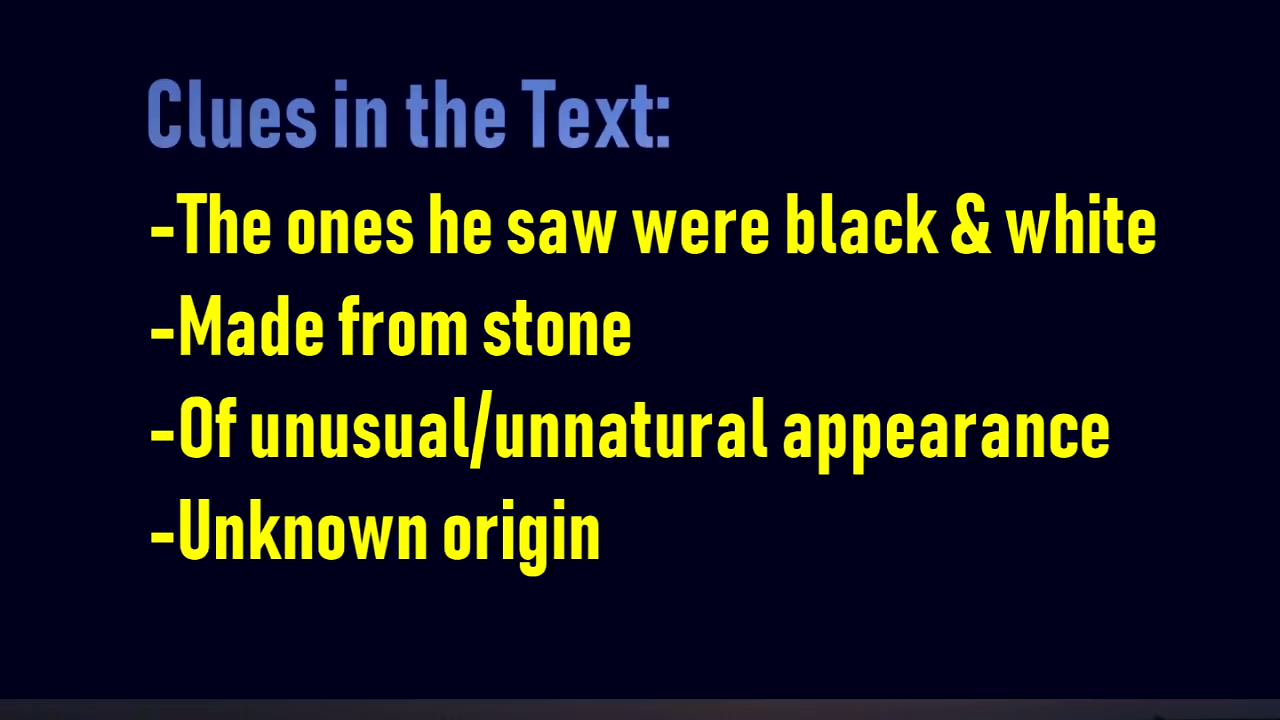 Clues in the Text:
-The ones he saw were black & white
-Made from stone
-Of unusual/unnatural appearance
-Unknown origin